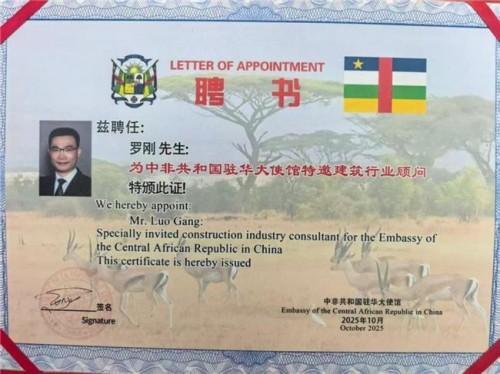 LETTER OF APPOINTMENT
聘 书
兹聘任:
罗刚 先生:
为中非共和国驻华大使馆特邀建筑行业顾问
特颁此证!
We hereby appoint:
Mr. Luo Gang:
Specially invited construction industry consultant for the Embassy of
the Central African Republic in China
This certificate is hereby issued
签名
Signature
中非共和国驻华大使馆
Embassy of the Central African Republic in China
2025年10月
October 2025